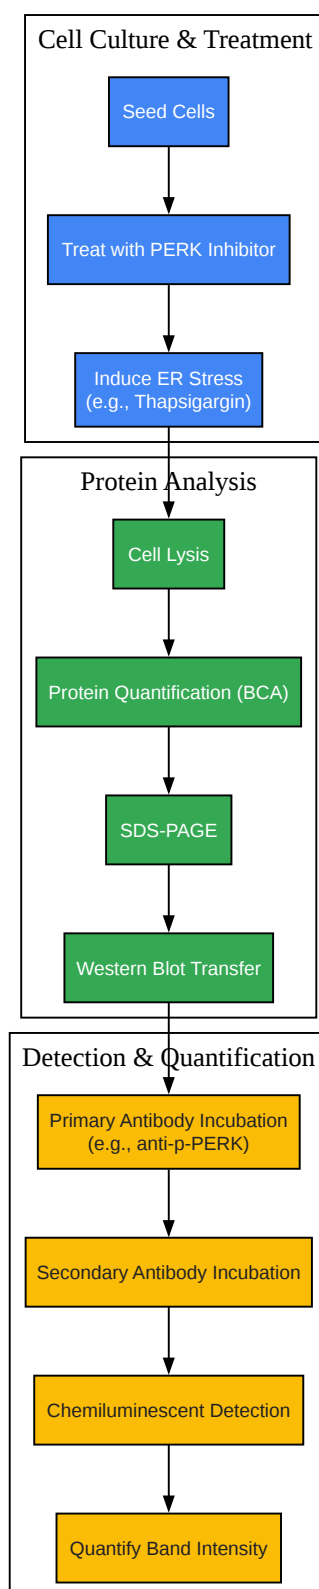 Cell Culture & Treatment
Seed Cells
Treat with PERK Inhibitor
Induce ER Stress
(e.g., Thapsigargin)
Protein Analysis
Cell Lysis
Protein Quantification (BCA)
SDS-PAGE
Western Blot Transfer
Detection & Quantification
Primary Antibody Incubation
(e.g., anti-p-PERK)
Secondary Antibody Incubation
Chemiluminescent Detection
Quantify Band Intensity